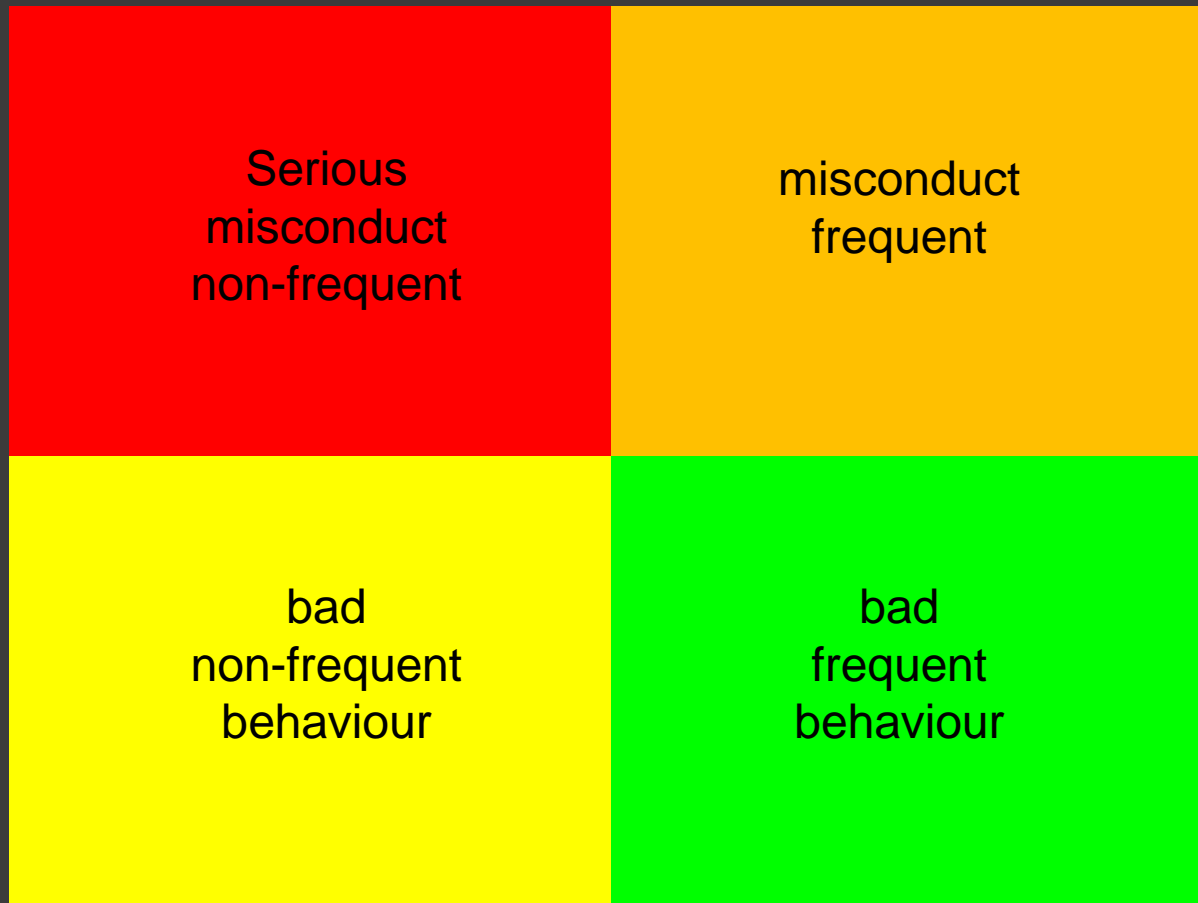 Serious
misconduct
non-frequent
misconduct
frequent
bad
non-frequent
behaviour
bad
frequent
behaviour